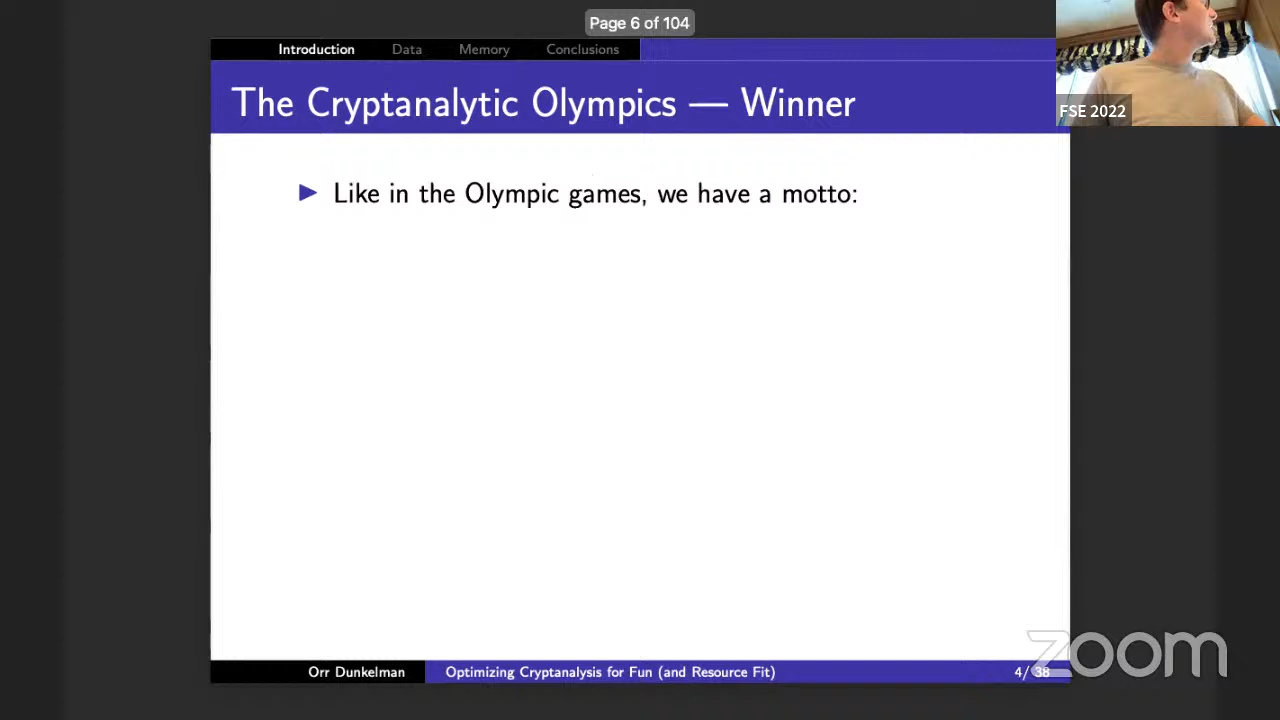 Page 6 of 104
Introduction Data Memory Conclusions
The Cryptanalytic Olympics — Winner
FSE 2022
Like in the Olympic games, we have a motto:
Orr Dunkelman Optimizing Cryptanalysis for Fun (and Resource Fit) 4/ 38
zoom